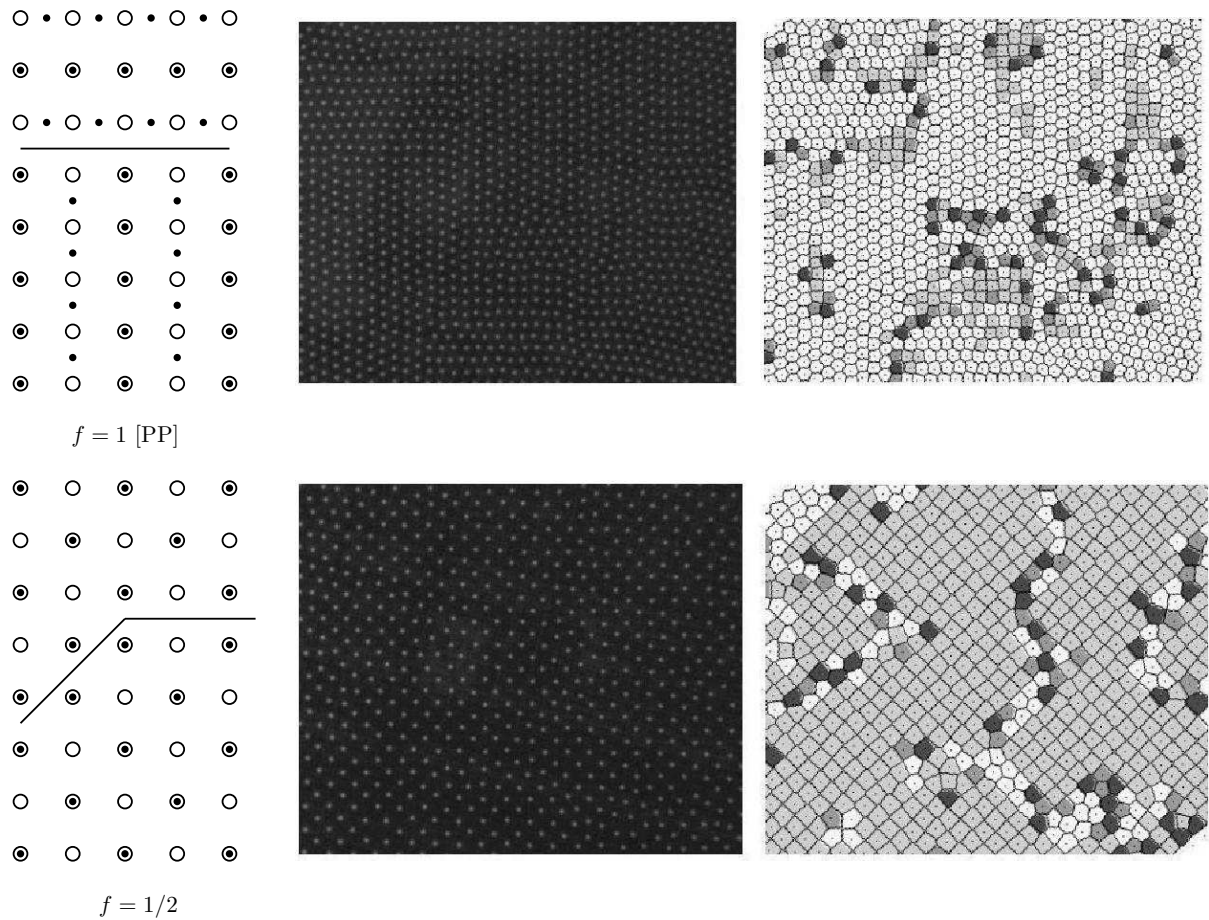 f = 1 [PP]
f = 1/2